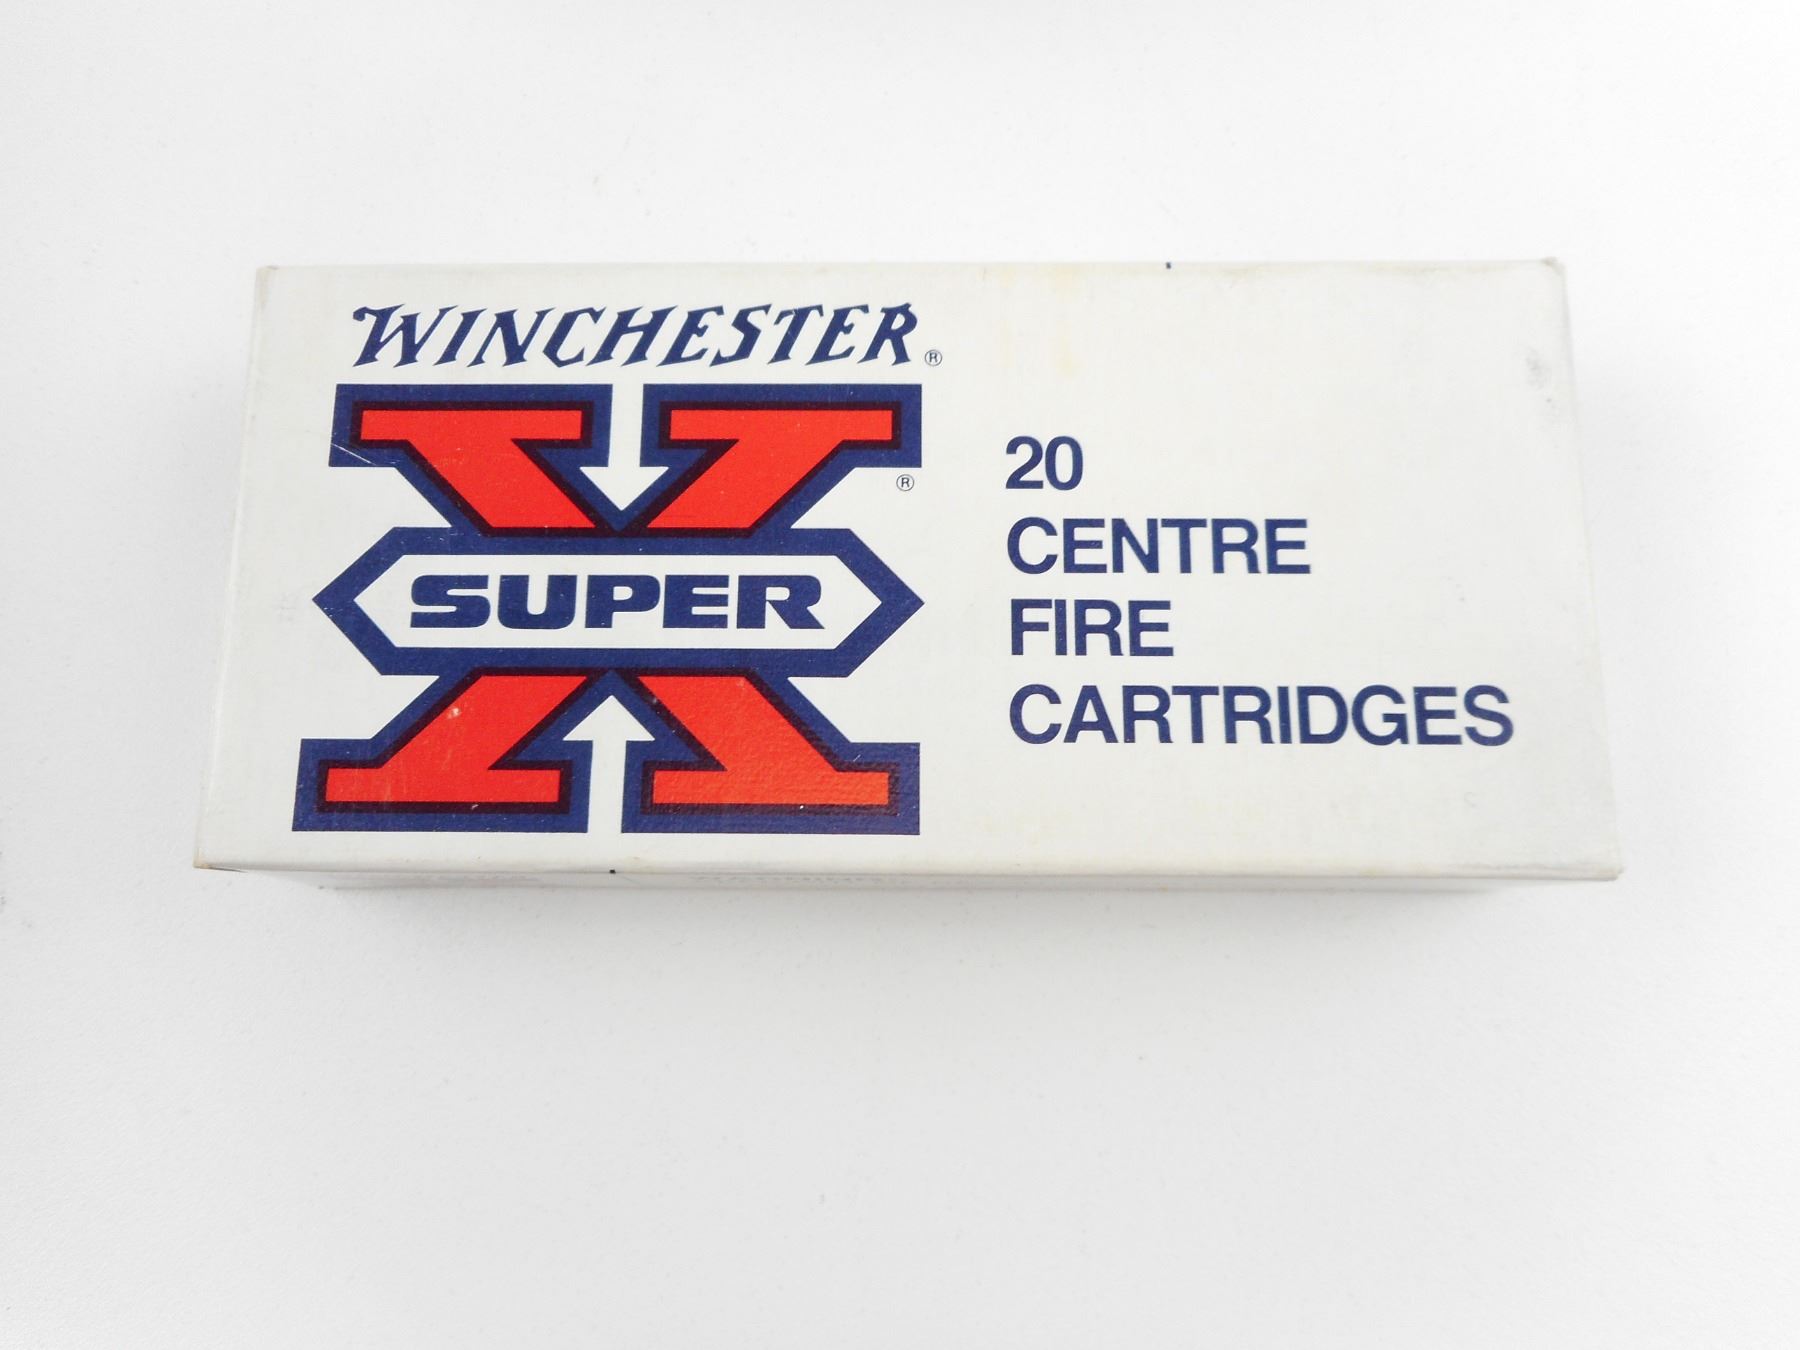 WINCHESTER®
X®
SUPER
20
CENTRE
FIRE
CARTRIDGES